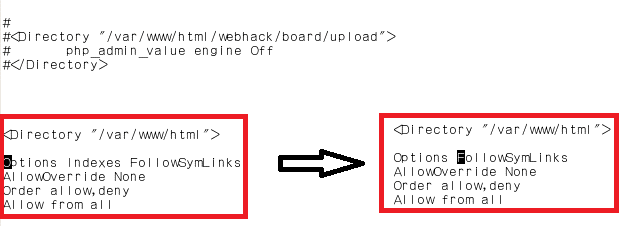 #
#<Directory "/var/www/html/webhack/board/upload">
#       php_admin_value engine Off
#</Directory>
<Directory "/var/www/html">
Options Indexes FollowSymLinks
AllowOverride None
Order allow,deny
Allow from all
<Directory "/var/www/html">
Options FollowSymLinks
AllowOverride None
Order allow,deny
Allow from all